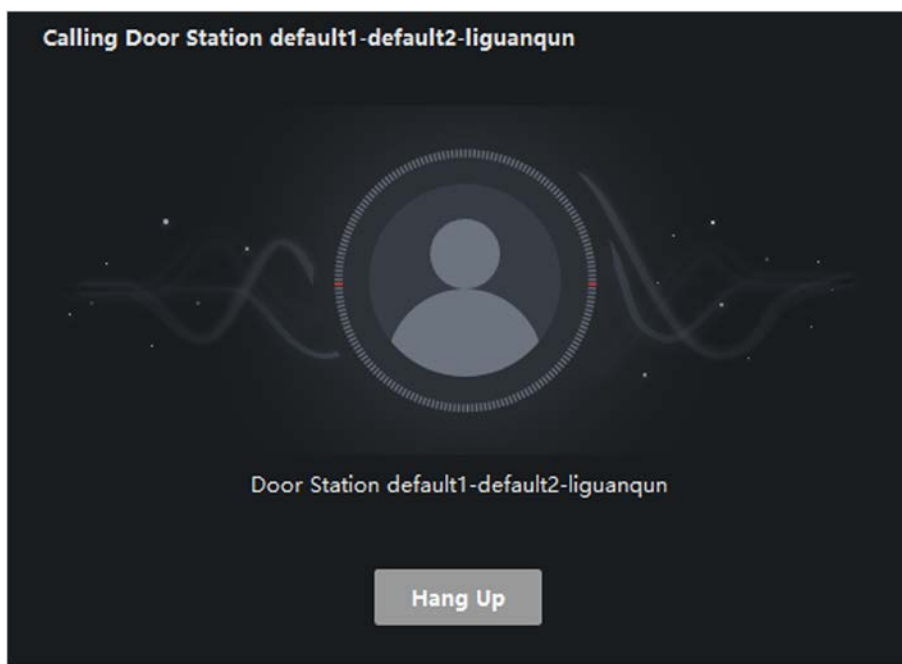 Calling Door Station default1-default2-liguanqun
Door Station default1-default2-liguanqun
Hang Up